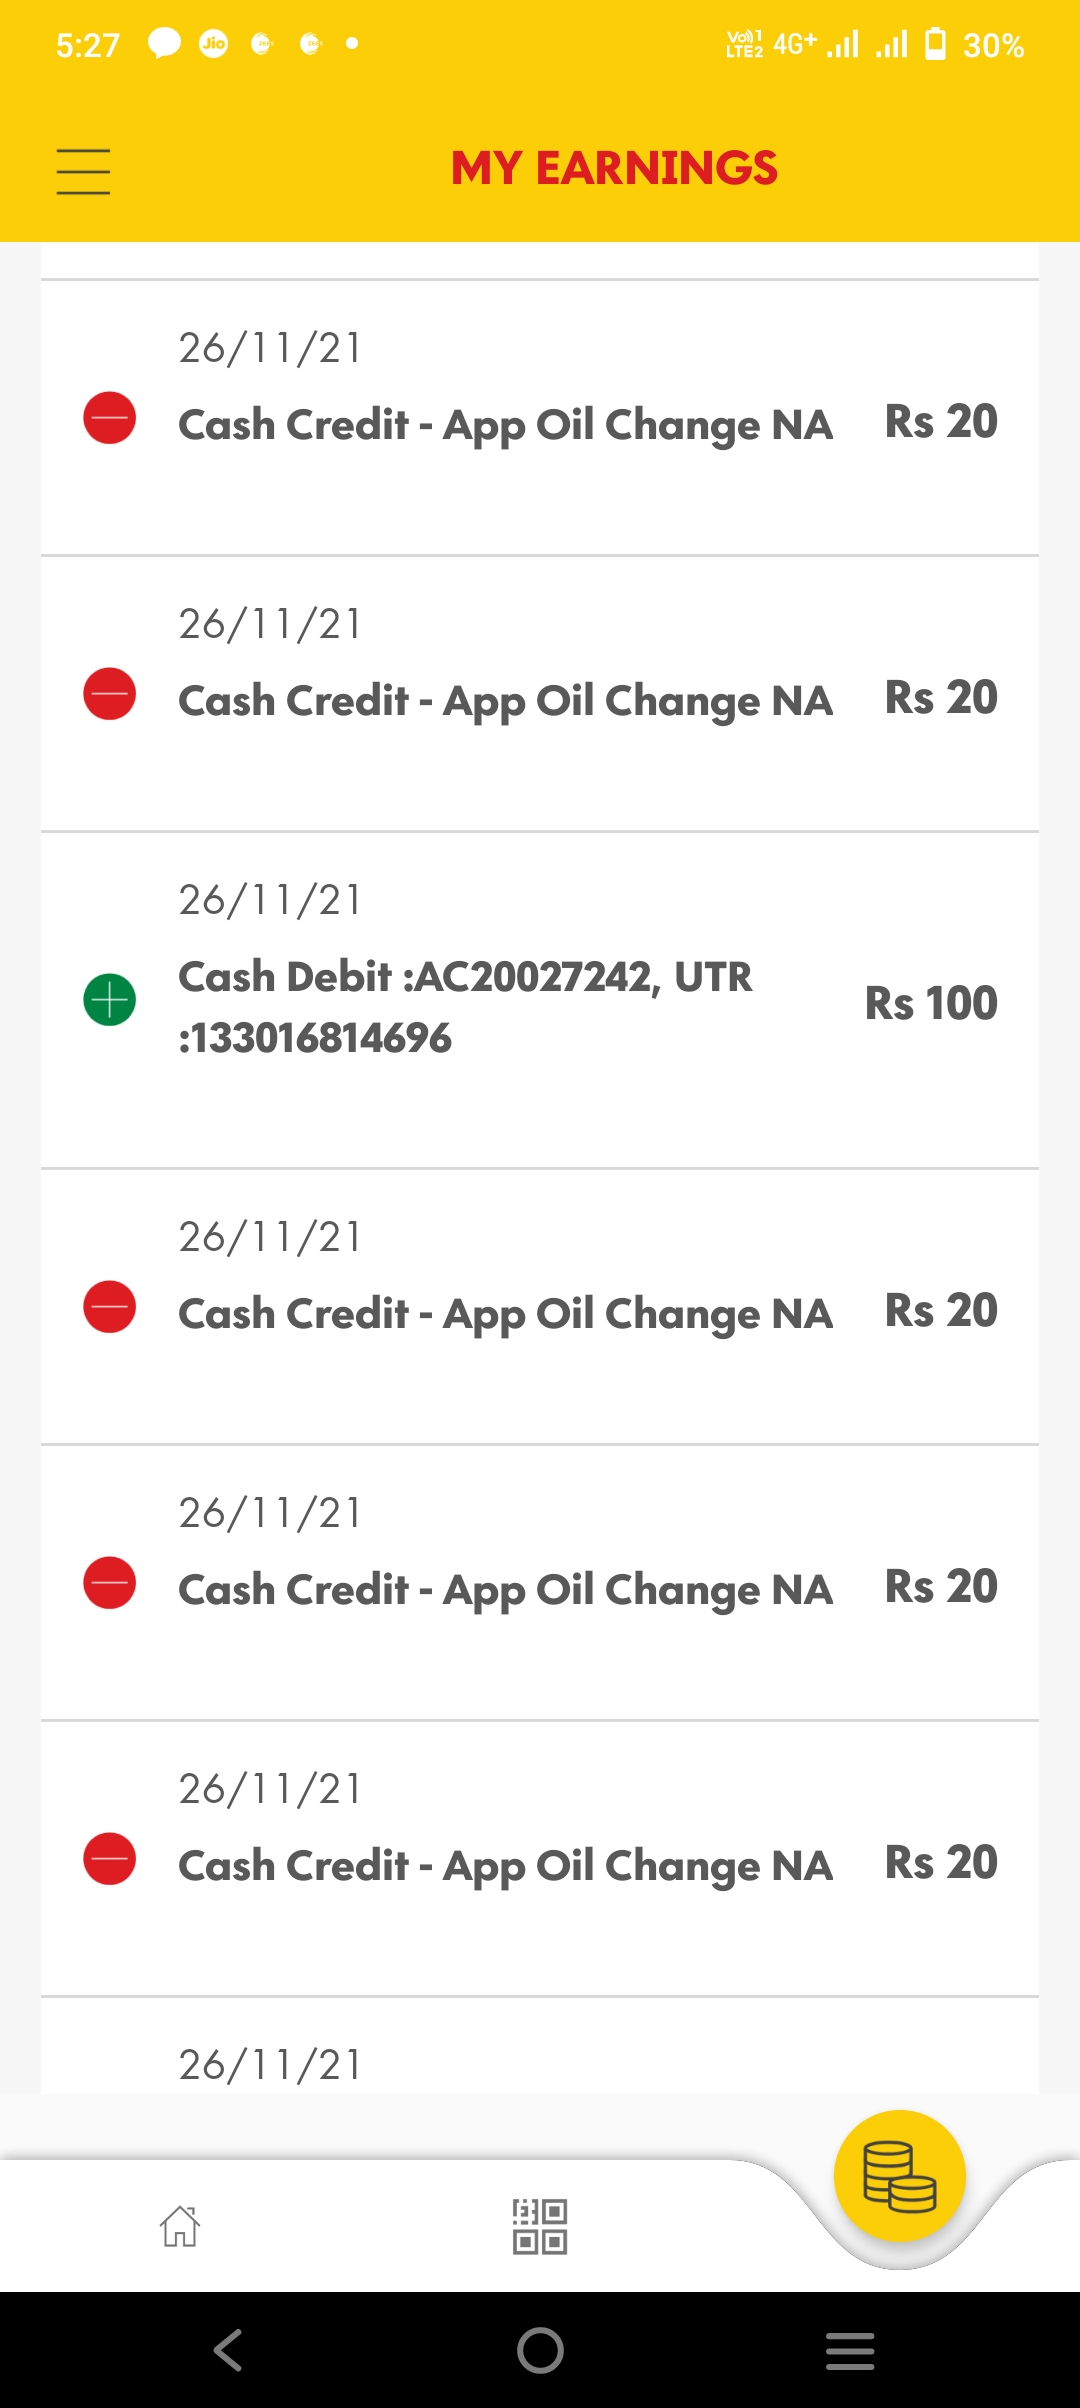 5:27
Jio
Vo))1
LTE2
4G+
30%
MY EARNINGS
26/11/21
Cash Credit - App Oil Change NA
Rs 20
26/11/21
Cash Credit - App Oil Change NA
Rs 20
26/11/21
Cash Debit :AC20027242, UTR
:133016814696
Rs 100
26/11/21
Cash Credit - App Oil Change NA
Rs 20
26/11/21
Cash Credit - App Oil Change NA
Rs 20
26/11/21
Cash Credit - App Oil Change NA
Rs 20
26/11/21